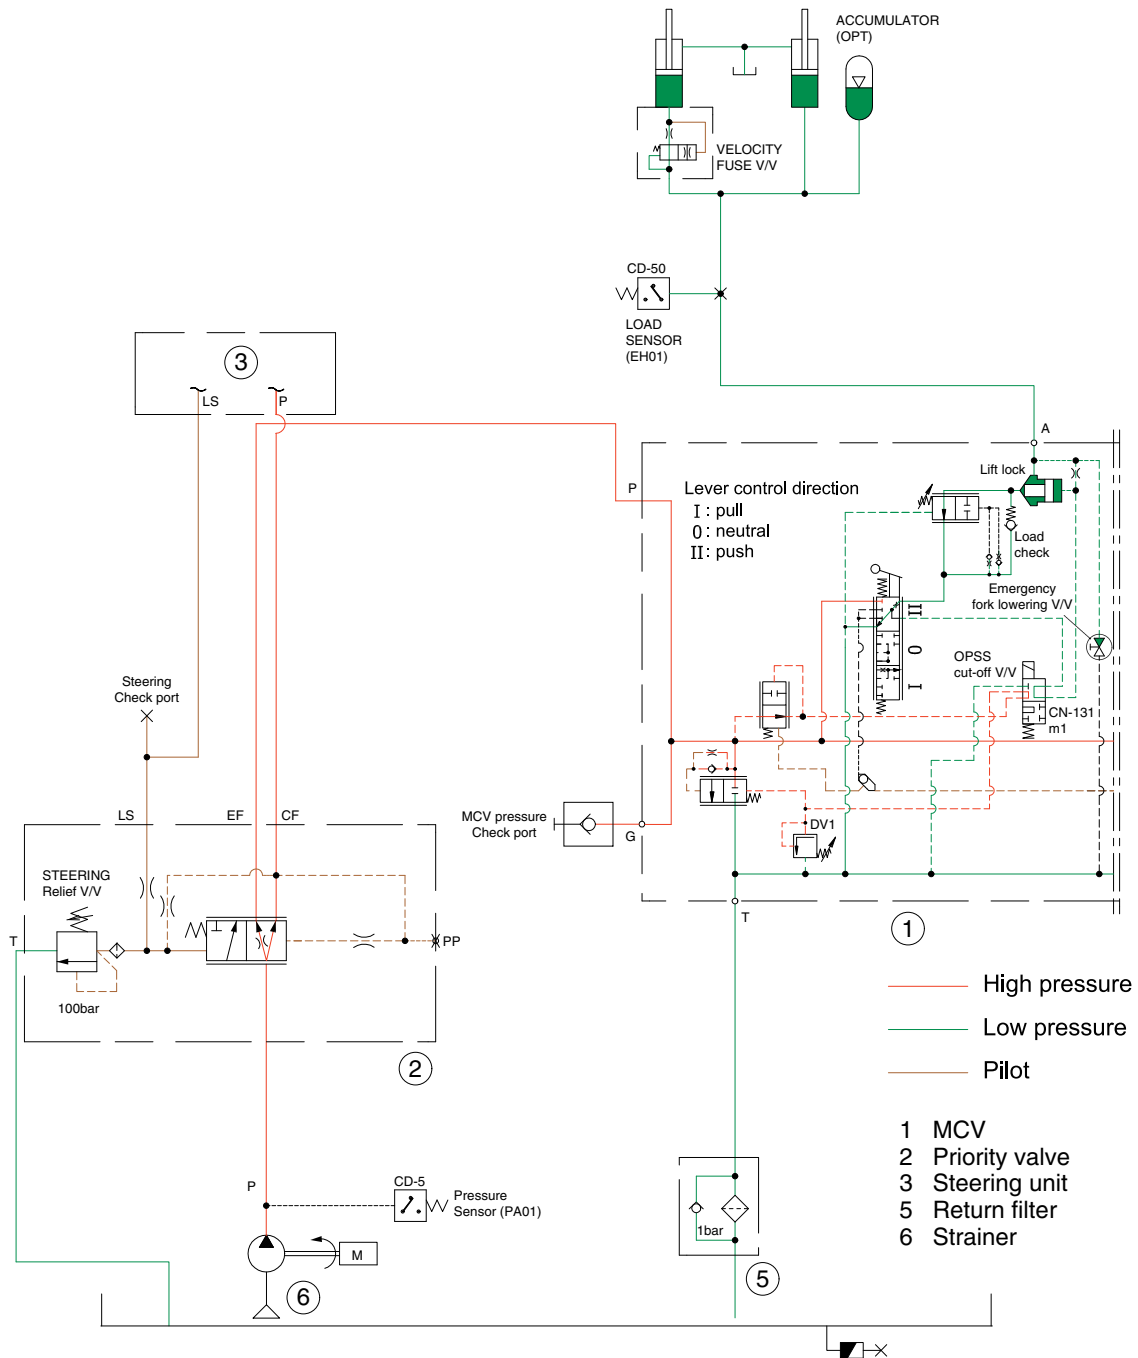 ACCUMULATOR
(OPT)
VELOCITY
FUSE V/V
CD-50
LOAD
SENSOR
(EH01)
3
LS
P
A
P
Lever control direction
I : pull
0 : neutral
II : push
Lift lock
Load
check
Emergency
fork lowering V/V
II
0
I
OPSS
cut-off V/V
CN-131
m1
Steering
Check port
MCV pressure
Check port
G
DV1
LS
EF
CF
STEERING
Relief V/V
T
PP
100bar
T
1
2
High pressure
Low pressure
Pilot
1 MCV
2 Priority valve
3 Steering unit
5 Return filter
6 Strainer
P
CD-5
Pressure
Sensor (PA01)
M
6
1bar
5